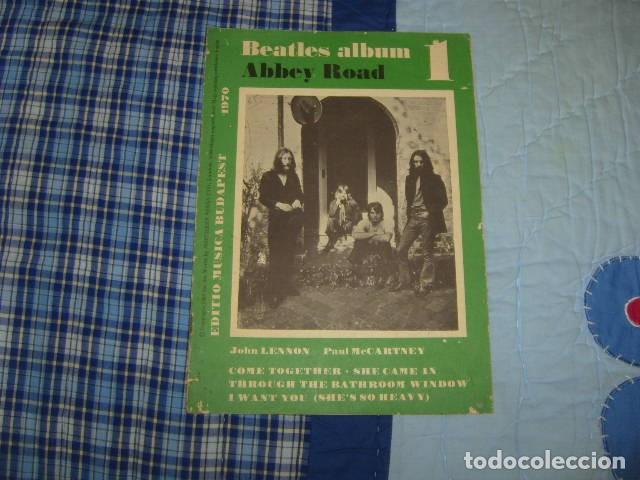 Beatles album 1
Abbey Road
EDITIO MUSICA BUDAPEST 1970
John LENNON Paul McCARTNEY
COME TOGETHER · SHE CAME IN
THROUGH THE BATHROOM WINDOW
I WANT YOU (SHE'S SO HEAVY)
todocoleccion.net